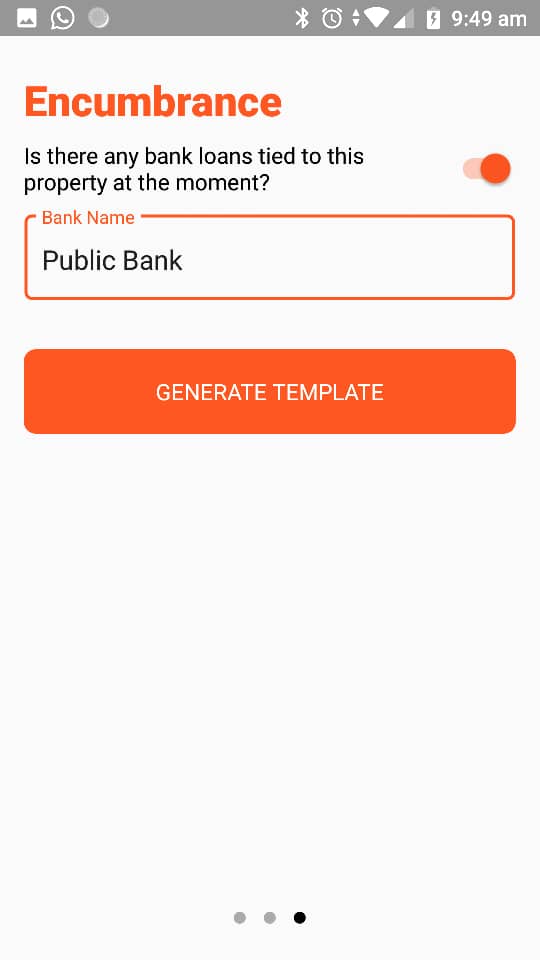 9:49 am
Encumbrance
Is there any bank loans tied to this
property at the moment?
Bank Name
Public Bank
GENERATE TEMPLATE